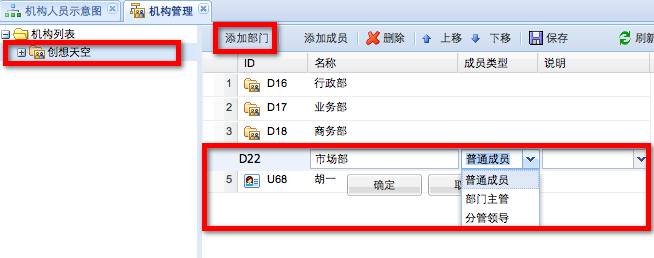 机构人员示意图 机构管理
机构列表
创想天空
添加部门 添加成员 删除 上移 下移 保存 刷新
ID 名称 成员类型 说明
1 D16 行政部
2 D17 业务部
3 D18 商务部
D22 市场部 普通成员
5 U68 胡一 确定 普通成员
部门主管
分管领导